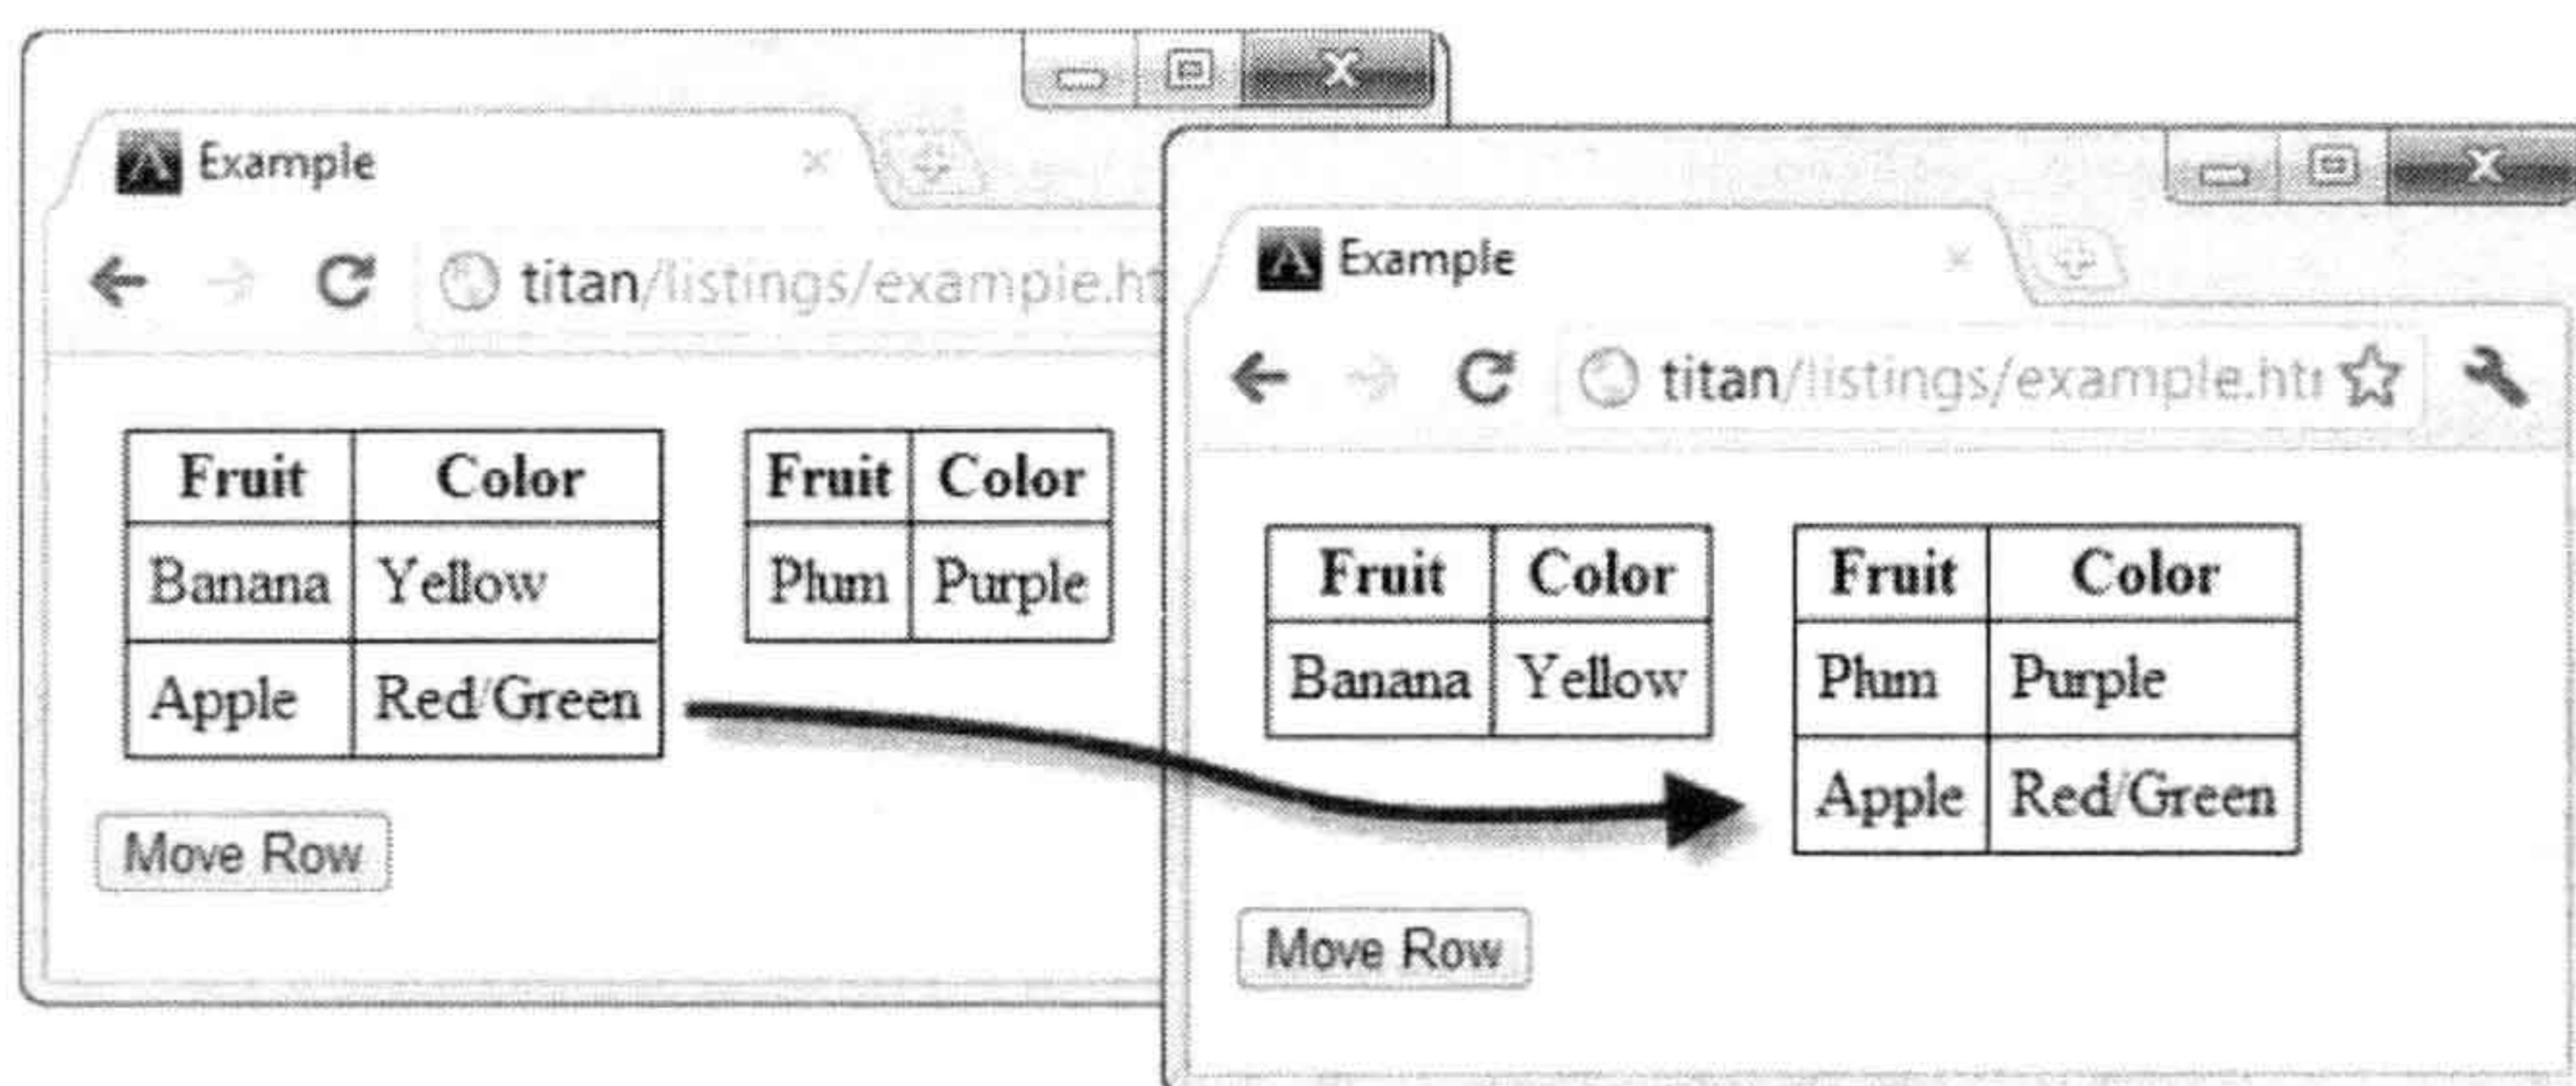 Example
titan/listings/example.ht
Fruit Color Fruit Color
Banana Yellow Plum Purple
Apple Red/Green
Move Row
Example
titan/listings/example.ht
Fruit Color Fruit Color
Banana Yellow Plum Purple
Apple Red/Green
Move Row